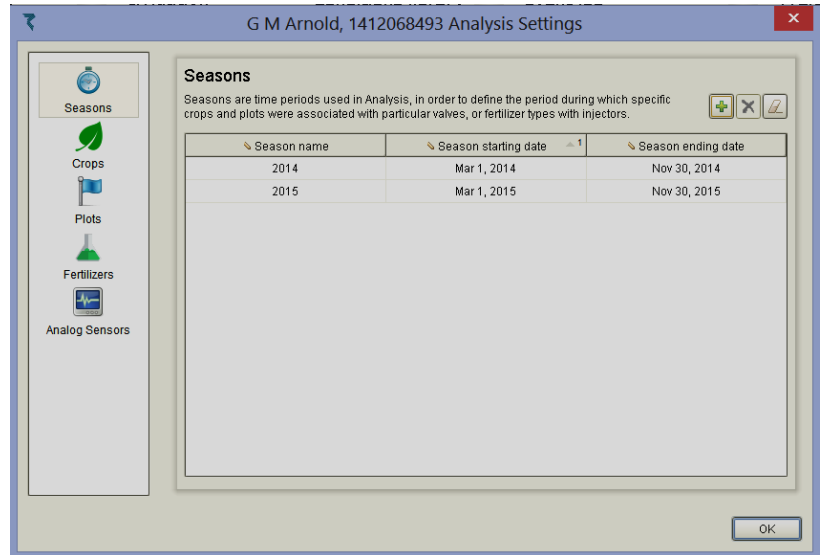 G M Arnold, 1412068493 Analysis Settings
Seasons
Crops
Plots
Fertilizers
Analog Sensors
Seasons
Seasons are time periods used in Analysis, in order to define the period during which specific
crops and plots were associated with particular valves, or fertilizer types with injectors.
Season name Season starting date 1 Season ending date
2014 Mar 1, 2014 Nov 30, 2014
2015 Mar 1, 2015 Nov 30, 2015
OK